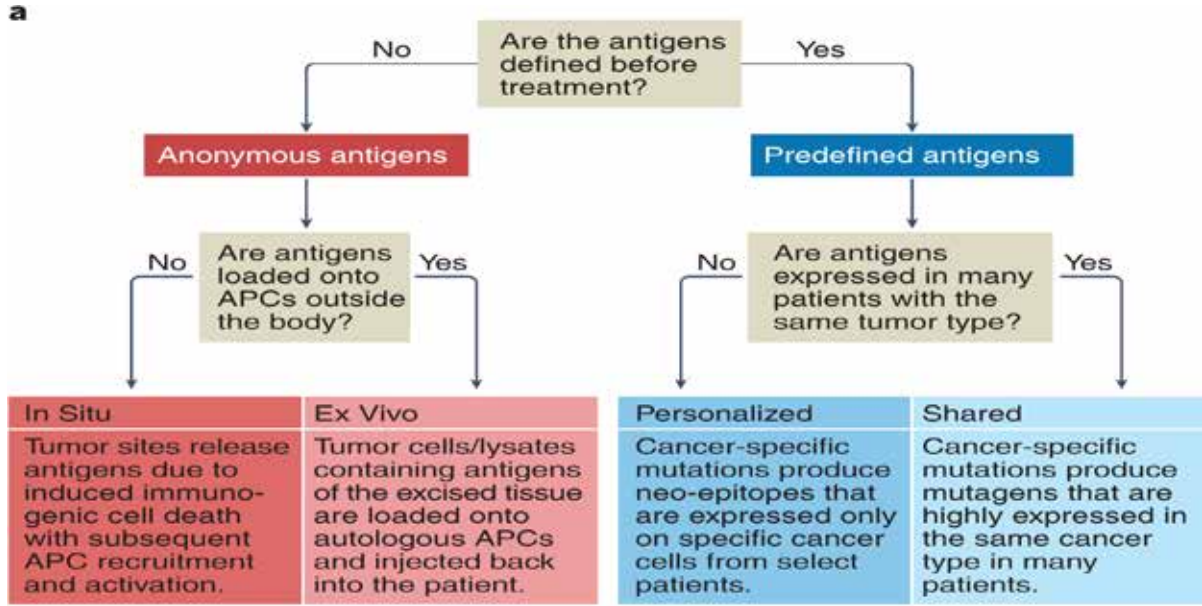 a
Are the antigens
defined before
treatment?
No
Yes
Anonymous antigens
Predefined antigens
Are antigens
loaded onto
APCs outside
the body?
No
Yes
Are antigens
expressed in many
patients with the
same tumor type?
No
Yes
In Situ
Tumor sites release
antigens due to
induced immuno-
genic cell death
with subsequent
APC recruitment
and activation.
Ex Vivo
Tumor cells/lysates
containing antigens
of the excised tissue
are loaded onto
autologous APCs
and injected back
into the patient.
Personalized
Cancer-specific
mutations produce
neo-epitopes that
are expressed only
on specific cancer
cells from select
patients.
Shared
Cancer-specific
mutations produce
mutagens that are
highly expressed in
the same cancer
type in many
patients.